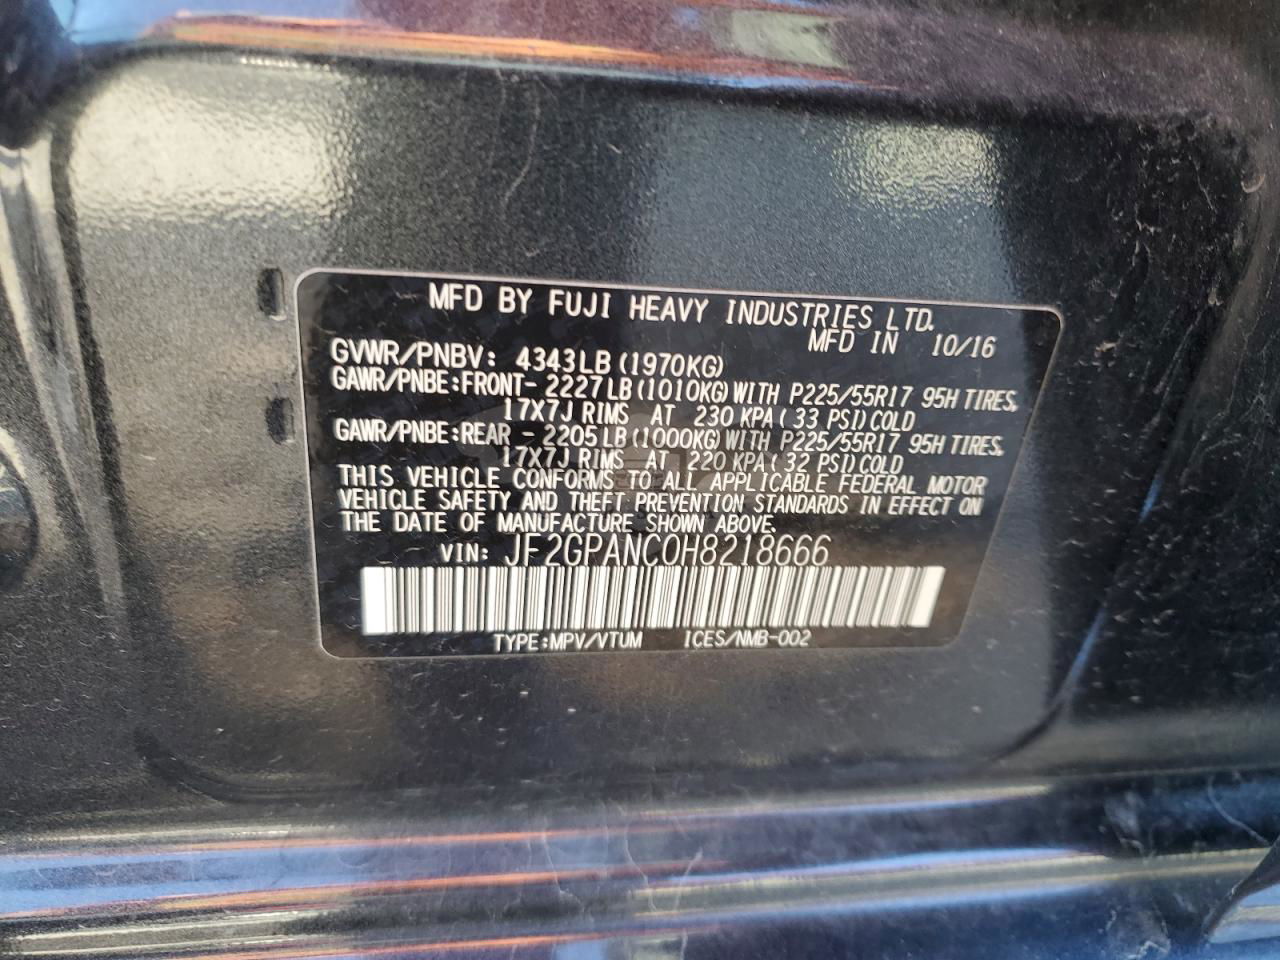 MFD BY FUJI HEAVY INDUSTRIES LTD.
MFD IN 10/16
GVWR/PNBV: 4343LB (1970KG)
GAWR/PNBE:FRONT- 2227LB(1010KG)WITH P225/55R17 95H TIRES,
17X7J RIMS AT 230 KPA( 33 PSI)COLD
GAWR/PNBE:REAR - 2205LB(1000KG)WITH P225/55R17 95H TIRES,
17X7J RIMS AT 220 KPA( 32 PSI)COLD
THIS VEHICLE CONFORMS TO ALL APPLICABLE FEDERAL MOTOR
VEHICLE SAFETY AND THEFT PREVENTION STANDARDS IN EFFECT ON
THE DATE OF MANUFACTURE SHOWN ABOVE.
VIN: JF2GPANC0H8218666
TYPE:MPV/VTUM ICES/NMB-002